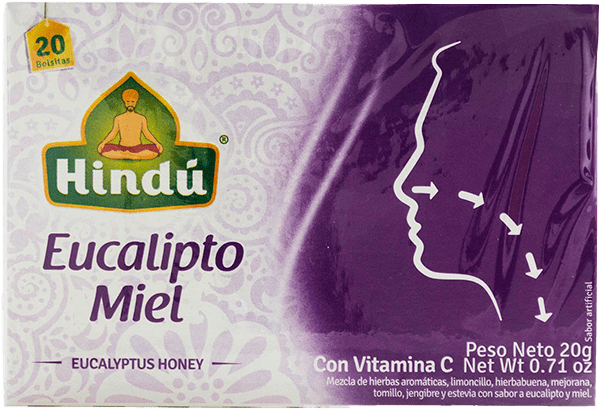 20
Bolsitas
Hindú®
Eucalipto
Miel
EUCALYPTUS HONEY
Con Vitamina C
Peso Neto 20g
Net Wt 0.71 oz
Mezcla de hierbas aromáticas, limoncillo, hierbabuena, mejorana,
tomillo, jengibre y estevia con sabor a eucalipto y miel.
Sabor artificial